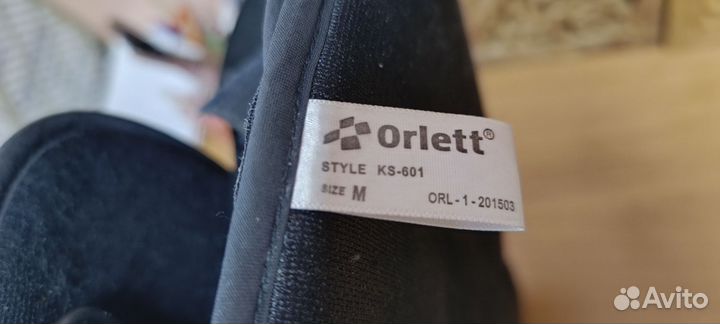 Orlett®
STYLE KS-601
SIZE M ORL-1-201503
Avito